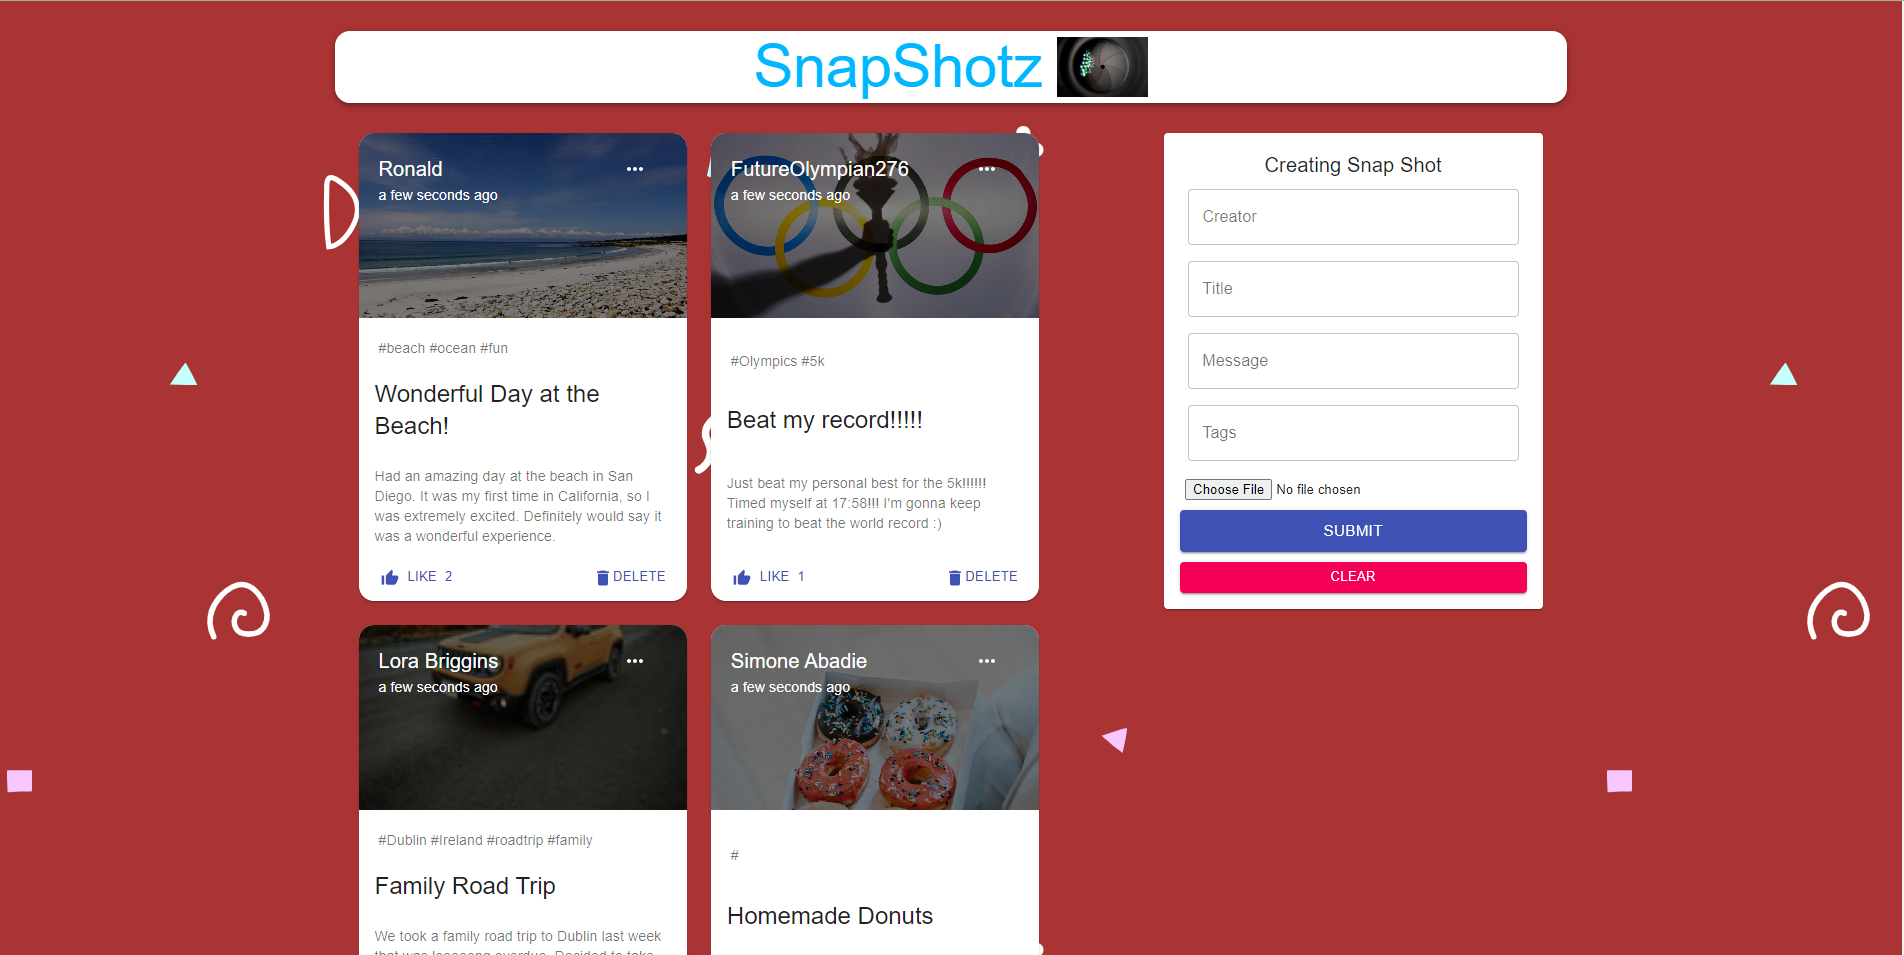 SnapShotz
Ronald
a few seconds ago
#beach #ocean #fun
Wonderful Day at the
Beach!
Had an amazing day at the beach in San
Diego. It was my first time in California, so I
was extremely excited. Definitely would say it
was a wonderful experience.
LIKE 2
DELETE
FutureOlympian276
a few seconds ago
#Olympics #5k
Beat my record!!!!!
Just beat my personal best for the 5k!!!!!!
Timed myself at 17:58!!! I'm gonna keep
training to beat the world record :)
LIKE 1
DELETE
Lora Briggins
a few seconds ago
#Dublin #Ireland #roadtrip #family
Family Road Trip
We took a family road trip to Dublin last week
Simone Abadie
a few seconds ago
#
Homemade Donuts
Creating Snap Shot
Creator
Title
Message
Tags
Choose File No file chosen
SUBMIT
CLEAR